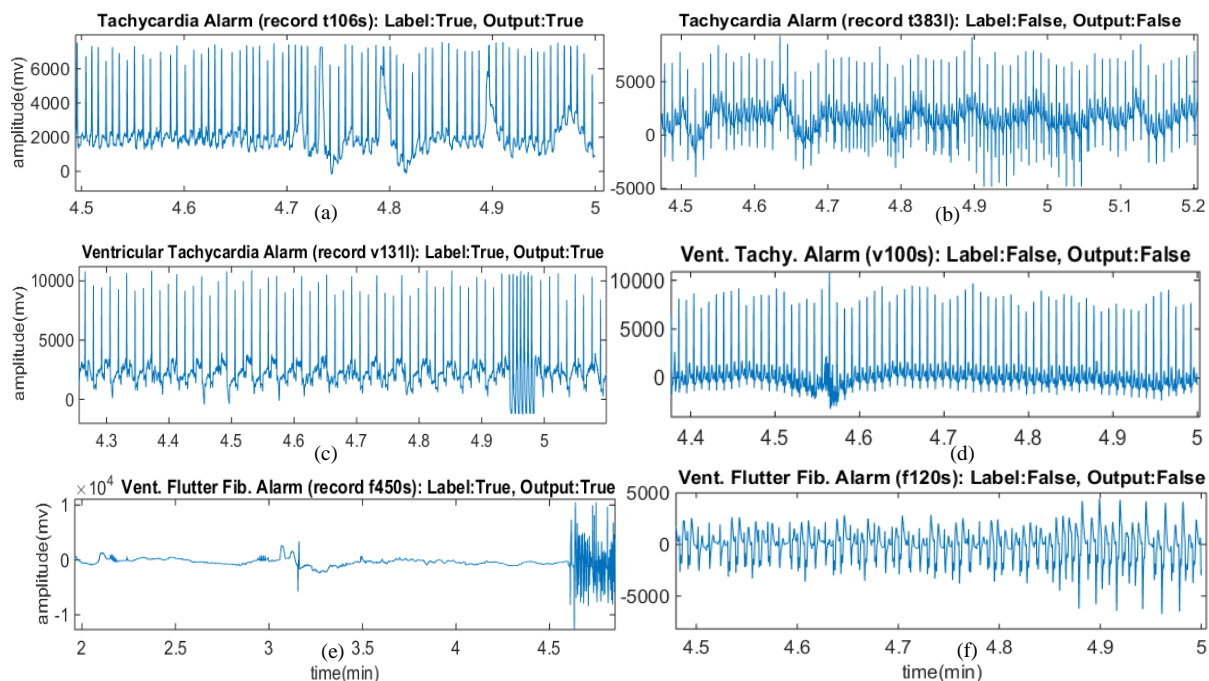 Tachycardia Alarm (record t106s): Label:True, Output:True
amplitude(mv)
6000
4000
2000
0
4.5 4.6 4.7 4.8 4.9 5
(a)
Tachycardia Alarm (record t383l): Label:False, Output:False
5000
0
-5000
4.5 4.6 4.7 4.8 4.9 5 5.1 5.2
(b)
Ventricular Tachycardia Alarm (record v131l): Label:True, Output:True
amplitude(mv)
10000
5000
0
4.3 4.4 4.5 4.6 4.7 4.8 4.9 5
(c)
Vent. Tachy. Alarm (v100s): Label:False, Output:False
10000
5000
0
4.4 4.5 4.6 4.7 4.8 4.9 5
(d)
Vent. Flutter Fib. Alarm (record f450s): Label:True, Output:True
×10⁴
amplitude(mv)
1
0
-1
2 2.5 3 3.5 4 4.5
(e)
time(min)
Vent. Flutter Fib. Alarm (f120s): Label:False, Output:False
5000
0
-5000
4.5 4.6 4.7 4.8 4.9 5
(f)
time(min)